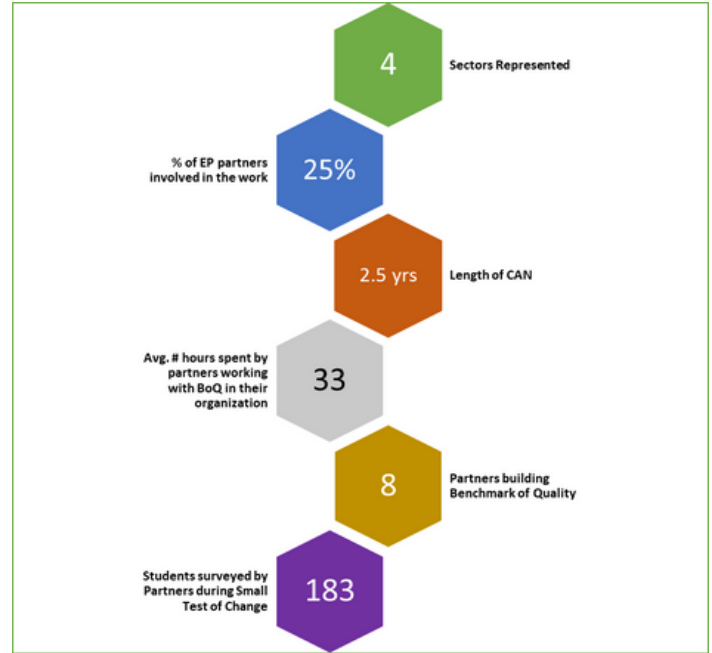 4
Sectors Represented
% of EP partners
involved in the work
25%
2.5 yrs
Length of CAN
Avg. # hours spent by
partners working
with BoQ in their
organization
33
8
Partners building
Benchmark of Quality
Students surveyed by
Partners during Small
Test of Change
183